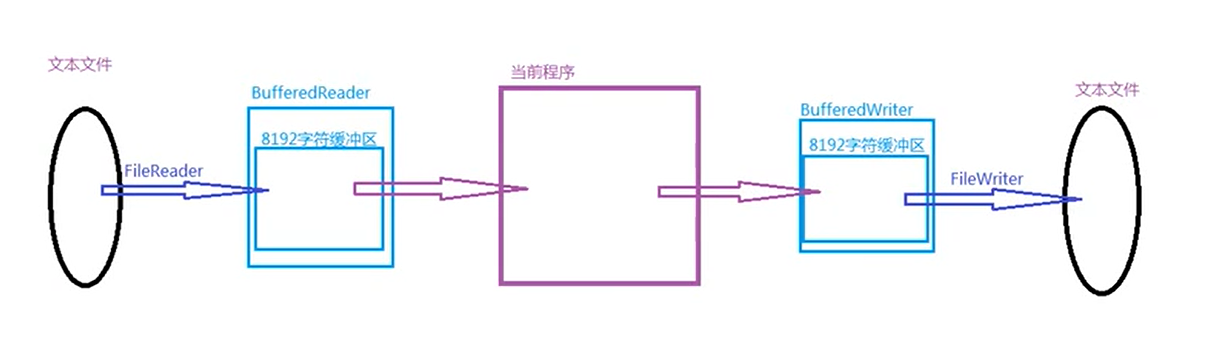 文本文件
FileReader
BufferedReader
8192字符缓冲区
当前程序
BufferedWriter
8192字符缓冲区
FileWriter
文本文件